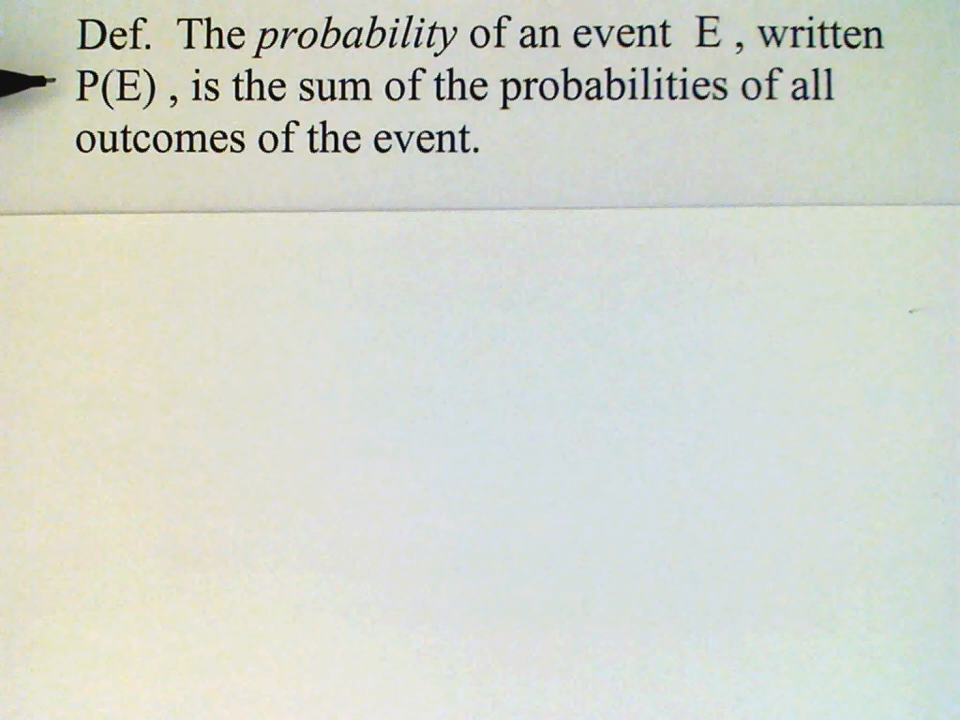 Def. The probability of an event E , written
P(E) , is the sum of the probabilities of all
outcomes of the event.